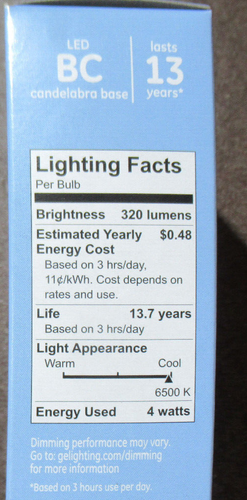 LED
BC
candelabra base
lasts
13
years*
Lighting Facts
Per Bulb
Brightness 320 lumens
Estimated Yearly $0.48
Energy Cost
Based on 3 hrs/day,
11¢/kWh. Cost depends on
rates and use.
Life 13.7 years
Based on 3 hrs/day
Light Appearance
Warm Cool
6500 K
Energy Used 4 watts
Dimming performance may vary.
Go to: gelighting.com/dimming
for more information
*Based on 3 hours use per day.